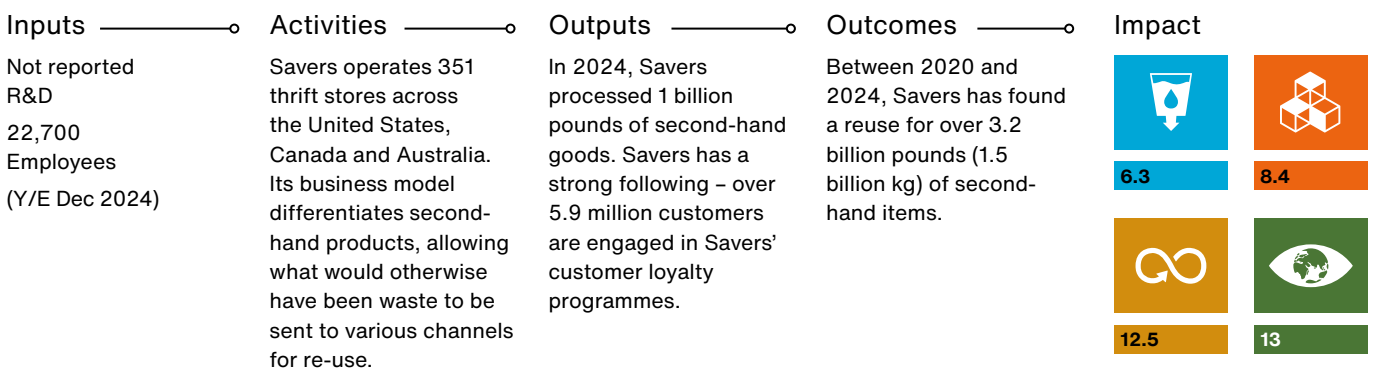 Inputs
Not reported
R&D
22,700
Employees
(Y/E Dec 2024)
Activities
Savers operates 351
thrift stores across
the United States,
Canada and Australia.
Its business model
differentiates second-
hand products, allowing
what would otherwise
have been waste to be
sent to various channels
for re-use.
Outputs
In 2024, Savers
processed 1 billion
pounds of second-hand
goods. Savers has a
strong following – over
5.9 million customers
are engaged in Savers’
customer loyalty
programmes.
Outcomes
Between 2020 and
2024, Savers has found
a reuse for over 3.2
billion pounds (1.5
billion kg) of second-
hand items.
Impact
6.3
8.4
12.5
13